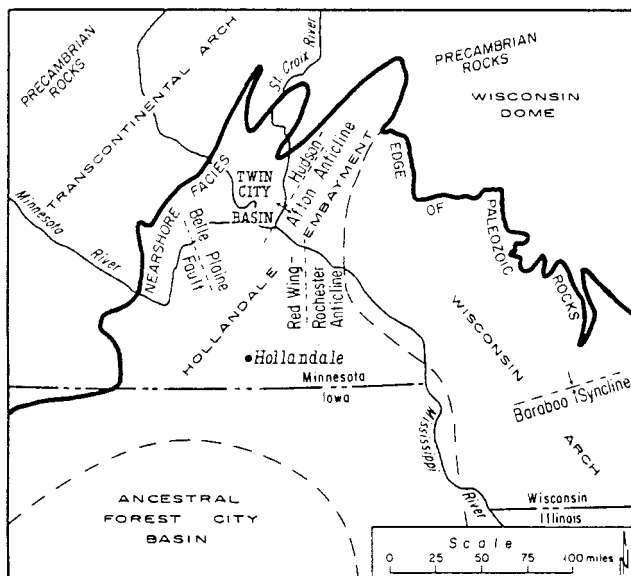 PRECAMBRIAN
ROCKS
TRANSCONTINENTAL ARCH
St. Croix River
PRECAMBRIAN
ROCKS
WISCONSIN
DOME
Minnesota
River
NEARSHORE FACIES
TWIN
CITY
BASIN
Hudson-
Afton Anticline
EMBAYMENT
HOLLANDALE
EDGE
OF
PALEOZOIC
ROCKS
Belle Plaine
Fault
Red Wing
Rochester
Anticline
Hollandale
Minnesota
Iowa
WISCONSIN
ARCH
Baraboo Syncline
Mississippi
River
Wisconsin
Illinois
ANCESTRAL
FOREST CITY
BASIN
Scale
0 25 50 75 100 miles